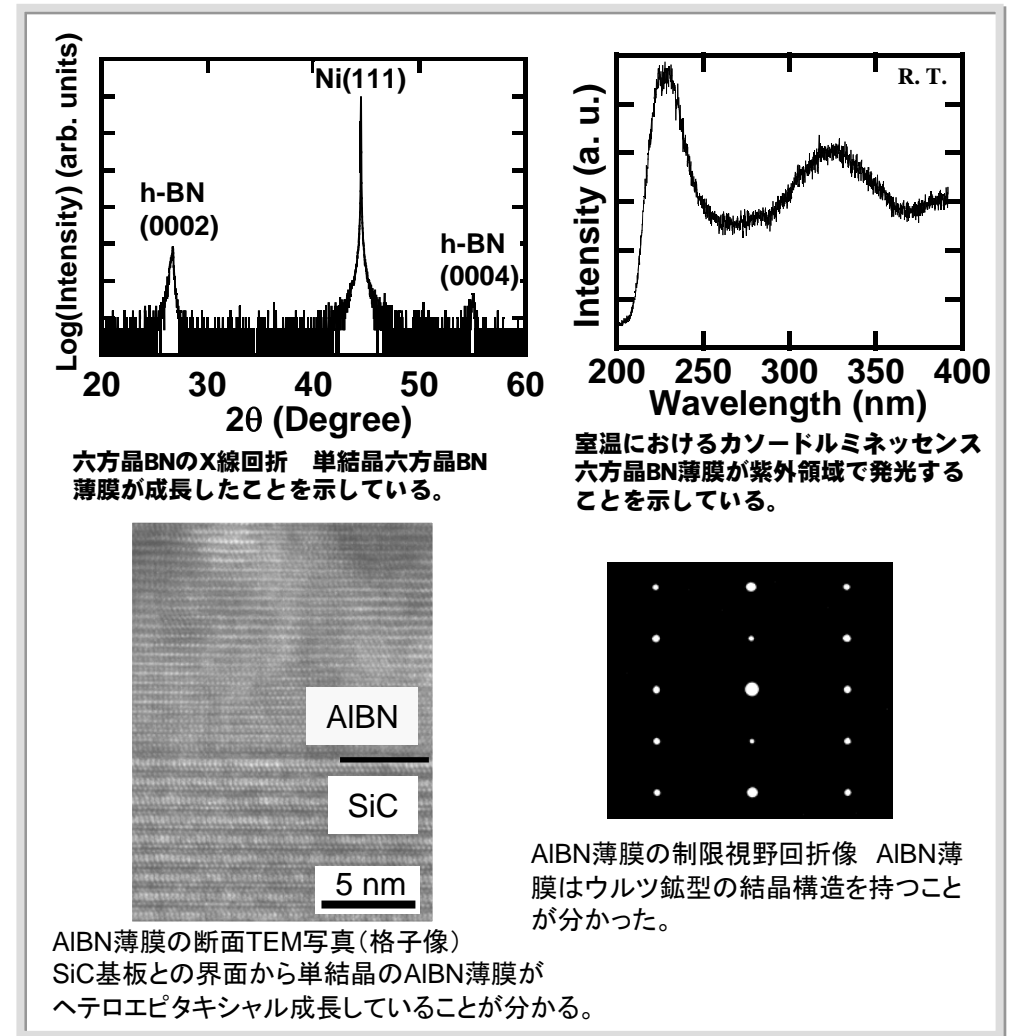 Log(Intensity) (arb. units)
Ni(111)
h-BN
(0002)
h-BN
(0004)
20 30 40 50 60
2θ (Degree)
六方晶BNのX線回折　単結晶六方晶BN
薄膜が成長したことを示している。
Intensity (a. u.)
R. T.
200 250 300 350 400
Wavelength (nm)
室温におけるカソードルミネッセンス
六方晶BN薄膜が紫外領域で発光する
ことを示している。
AlBN
SiC
5 nm
AlBN薄膜の断面TEM写真（格子像）
SiC基板との界面から単結晶のAlBN薄膜が
ヘテロエピタキシャル成長していることが分かる。
AlBN薄膜の制限視野回折像　AlBN薄
膜はウルツ鉱型の結晶構造を持つこと
が分かった。